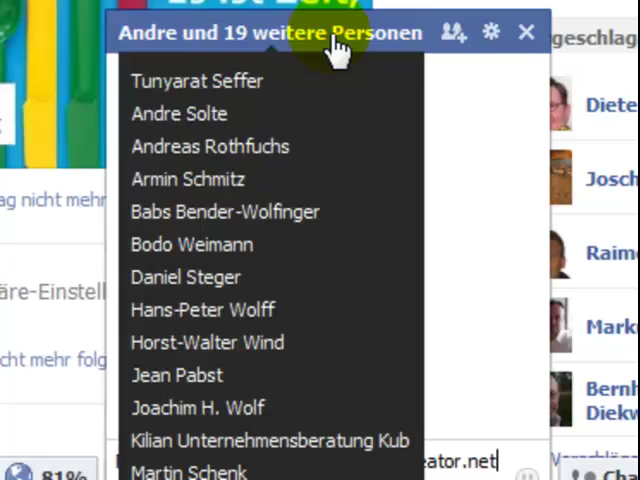 Andre und 19 weitere Personen
Tunyarat Seffer
Andre Solte
Andreas Rothfuchs
Armin Schmitz
Babs Bender-Wolfinger
Bodo Weimann
Daniel Steger
Hans-Peter Wolff
Horst-Walter Wind
Jean Pabst
Joachim H. Wolf
Kilian Unternehmensberatung Kub
Martin Schenk
eator.net
ag nicht mehr
äre-Einstell
cht mehr folg
81%
geschlag
Diete
Josch
Raim
Mark
Bernh
Diekw
Cha